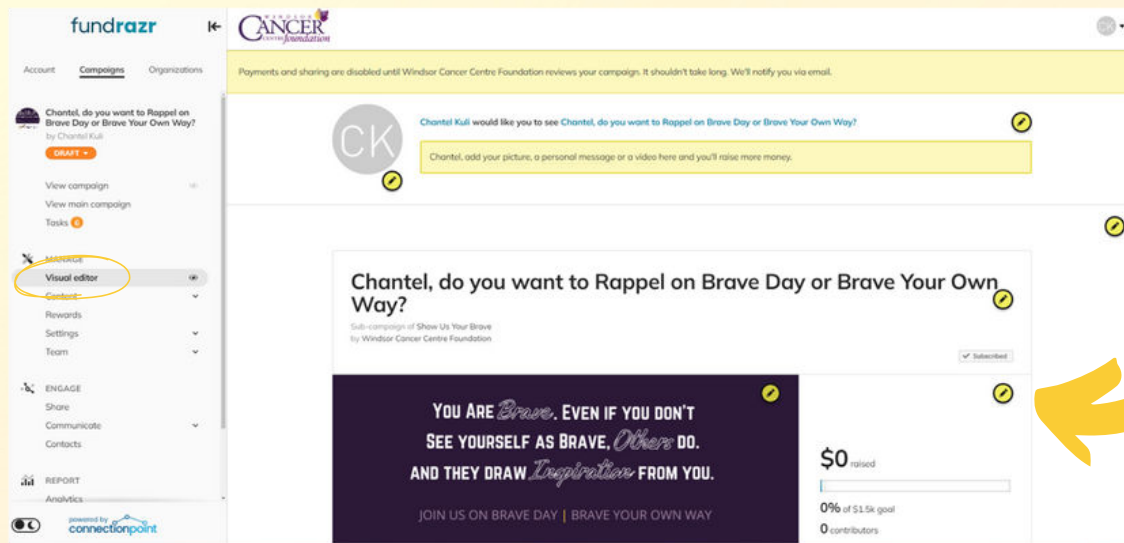 fundrazr
Account Campaigns Organizations
Chantel, do you want to Rappel on
Brave Day or Brave Your Own Way?
by Chantel Kuli
DRAFT
View campaign
View main campaign
Tasks 6
MANAGE
Visual editor
Content
Rewards
Settings
Team
ENGAGE
Share
Communicate
Contacts
REPORT
Analytics
powered by
connectionpoint
WINDSOR
CANCER
CENTRE foundation
CK
Payments and sharing are disabled until Windsor Cancer Centre Foundation reviews your campaign. It shouldn't take long. We'll notify you via email.
CK
Chantel Kuli would like you to see Chantel, do you want to Rappel on Brave Day or Brave Your Own Way?
Chantel, add your picture, a personal message or a video here and you'll raise more money.
Chantel, do you want to Rappel on Brave Day or Brave Your Own
Way?
Sub-campaign of Show Us Your Brave
by Windsor Cancer Centre Foundation
Subscribed
YOU ARE Brave. EVEN IF YOU DON'T
SEE YOURSELF AS BRAVE, Others DO.
AND THEY DRAW Inspiration FROM YOU.
JOIN US ON BRAVE DAY | BRAVE YOUR OWN WAY
$0 raised
0% of $1.5k goal
0 contributors